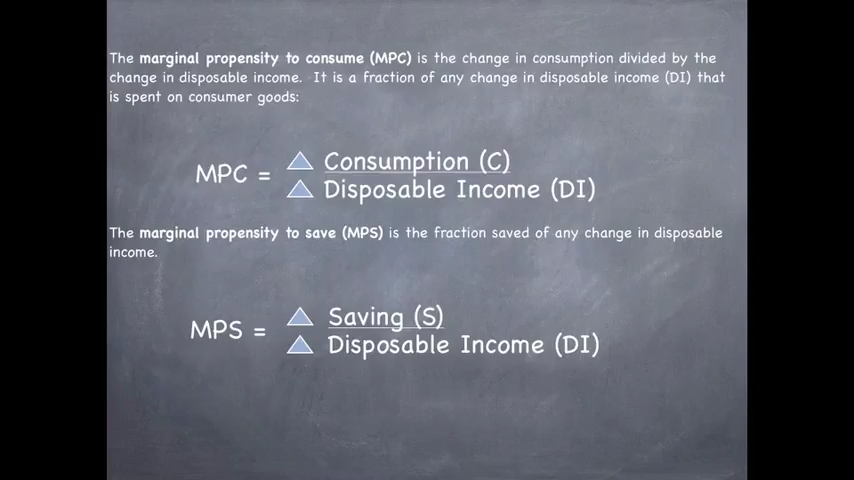 The marginal propensity to consume (MPC) is the change in consumption divided by the
change in disposable income. It is a fraction of any change in disposable income (DI) that
is spent on consumer goods:
MPC = Consumption (C)
Disposable Income (DI)
The marginal propensity to save (MPS) is the fraction saved of any change in disposable
income.
MPS = Saving (S)
Disposable Income (DI)